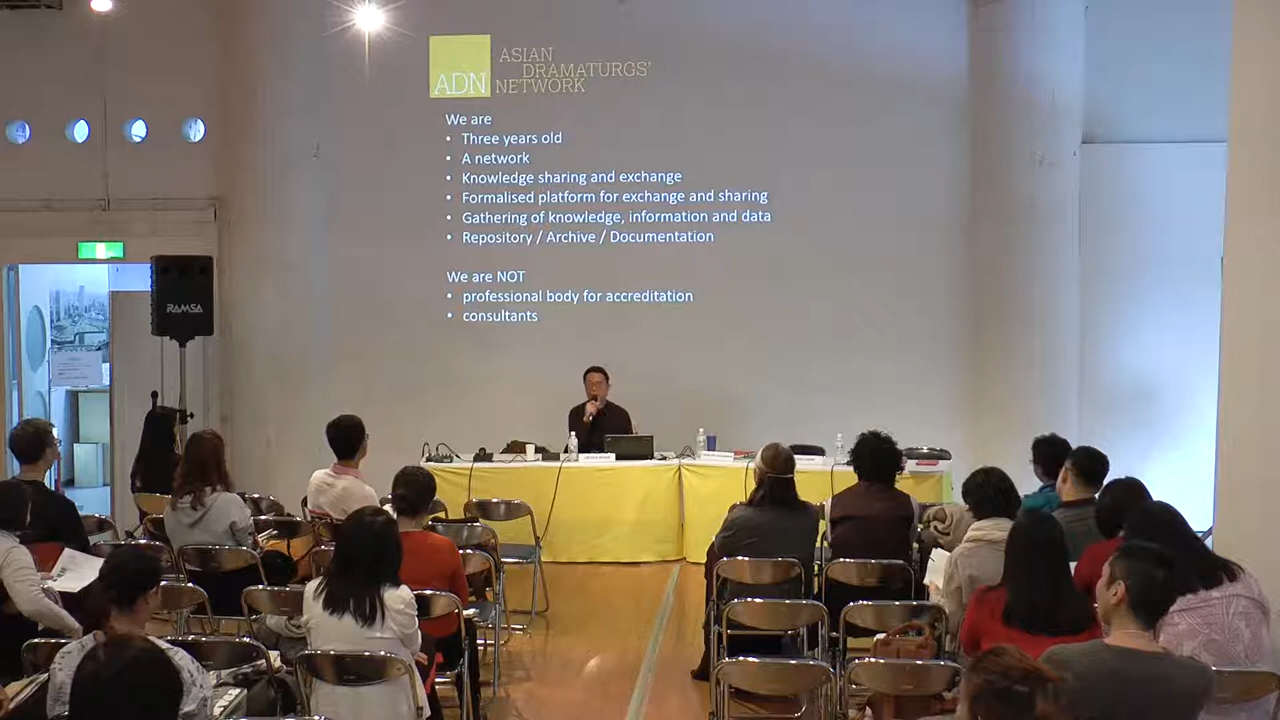 ADN
ASIAN
DRAMATURGS'
NETWORK
We are
• Three years old
• A network
• Knowledge sharing and exchange
• Formalised platform for exchange and sharing
• Gathering of knowledge, information and data
• Repository / Archive / Documentation
We are NOT
• professional body for accreditation
• consultants
RAMSA